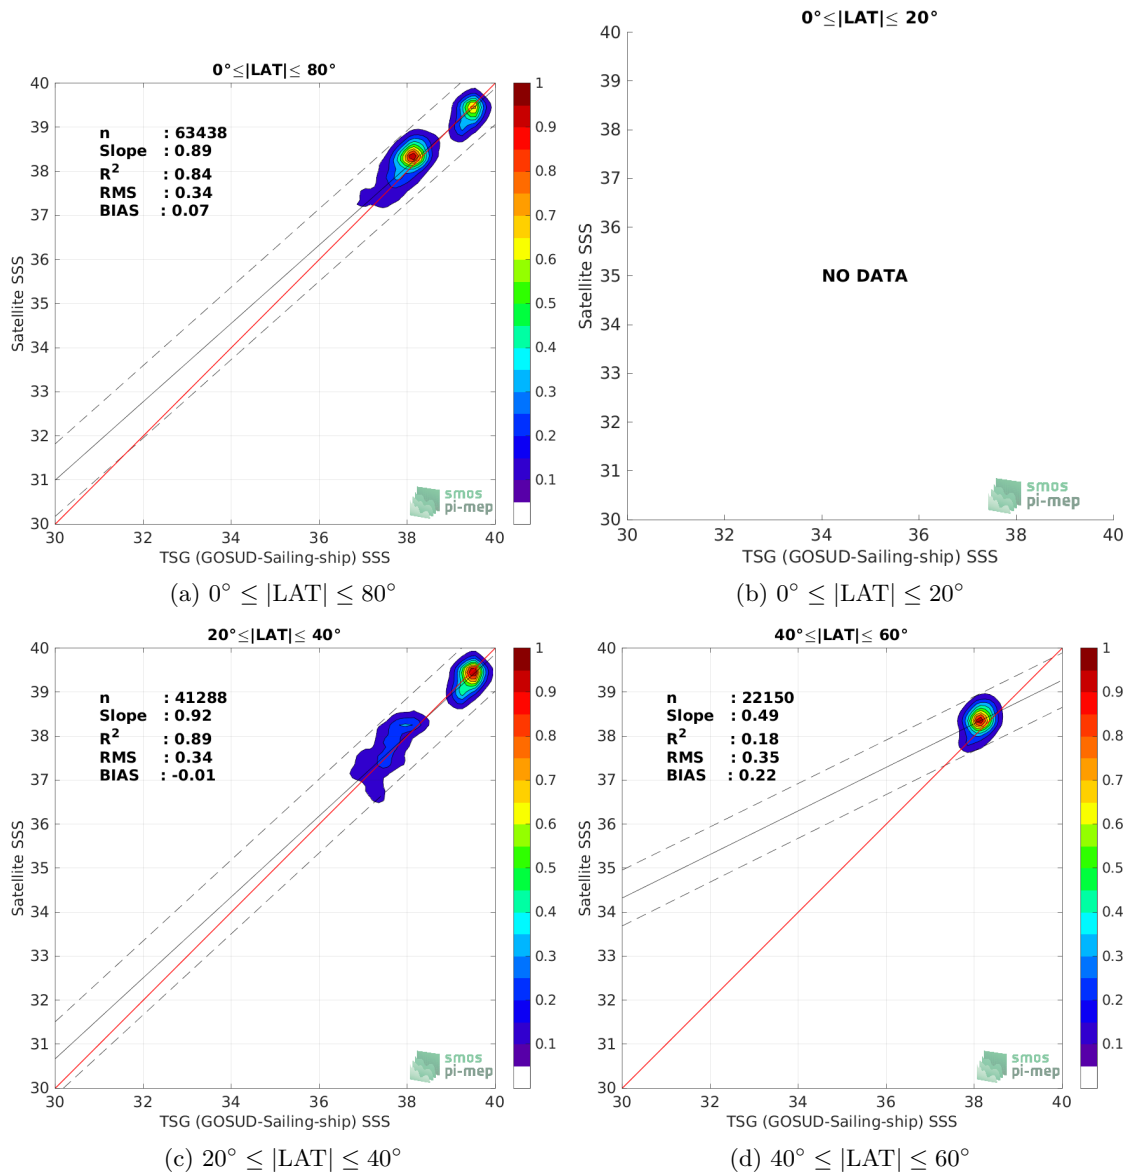 0°≤|LAT|≤ 80°
n : 63438
Slope : 0.89
R² : 0.84
RMS : 0.34
BIAS : 0.07
Satellite SSS
40
39
38
37
36
35
34
33
32
31
30
30 32 34 36 38 40
TSG (GOSUD-Sailing-ship) SSS
1
0.9
0.8
0.7
0.6
0.5
0.4
0.3
0.2
0.1
smos
pi-mep
(a) 0° ≤ |LAT| ≤ 80°
0°≤|LAT|≤ 20°
NO DATA
Satellite SSS
40
39
38
37
36
35
34
33
32
31
30
30 32 34 36 38 40
TSG (GOSUD-Sailing-ship) SSS
smos
pi-mep
(b) 0° ≤ |LAT| ≤ 20°
20°≤|LAT|≤ 40°
n : 41288
Slope : 0.92
R² : 0.89
RMS : 0.34
BIAS : -0.01
Satellite SSS
40
39
38
37
36
35
34
33
32
31
30
30 32 34 36 38 40
TSG (GOSUD-Sailing-ship) SSS
1
0.9
0.8
0.7
0.6
0.5
0.4
0.3
0.2
0.1
smos
pi-mep
(c) 20° ≤ |LAT| ≤ 40°
40°≤|LAT|≤ 60°
n : 22150
Slope : 0.49
R² : 0.18
RMS : 0.35
BIAS : 0.22
Satellite SSS
40
39
38
37
36
35
34
33
32
31
30
30 32 34 36 38 40
TSG (GOSUD-Sailing-ship) SSS
1
0.9
0.8
0.7
0.6
0.5
0.4
0.3
0.2
0.1
smos
pi-mep
(d) 40° ≤ |LAT| ≤ 60°